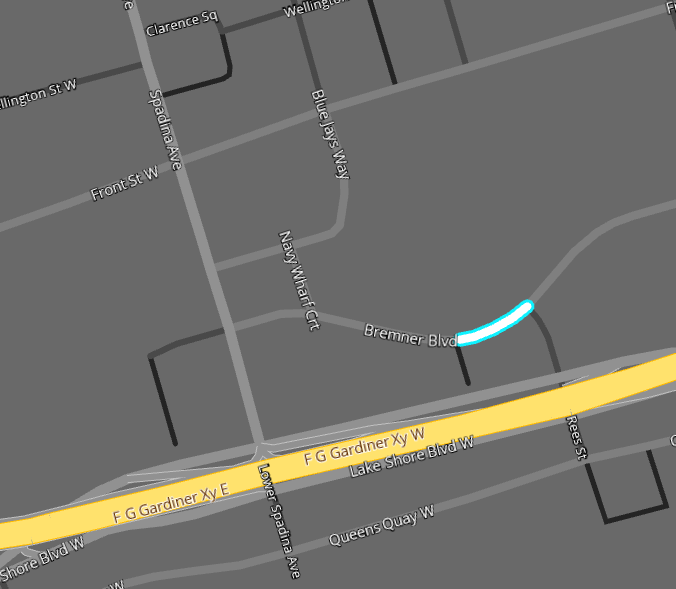 Clarence Sq
Wellington
llington St W
Spadina Ave
Blue Jays Way
Front St W
Navy Wharf Crt
Bremner Blvd
F G Gardiner Xy W
Rees St
Lake Shore Blvd W
F G Gardiner Xy E
Lower Spadina Ave
Queens Quay W
Shore Blvd W
W